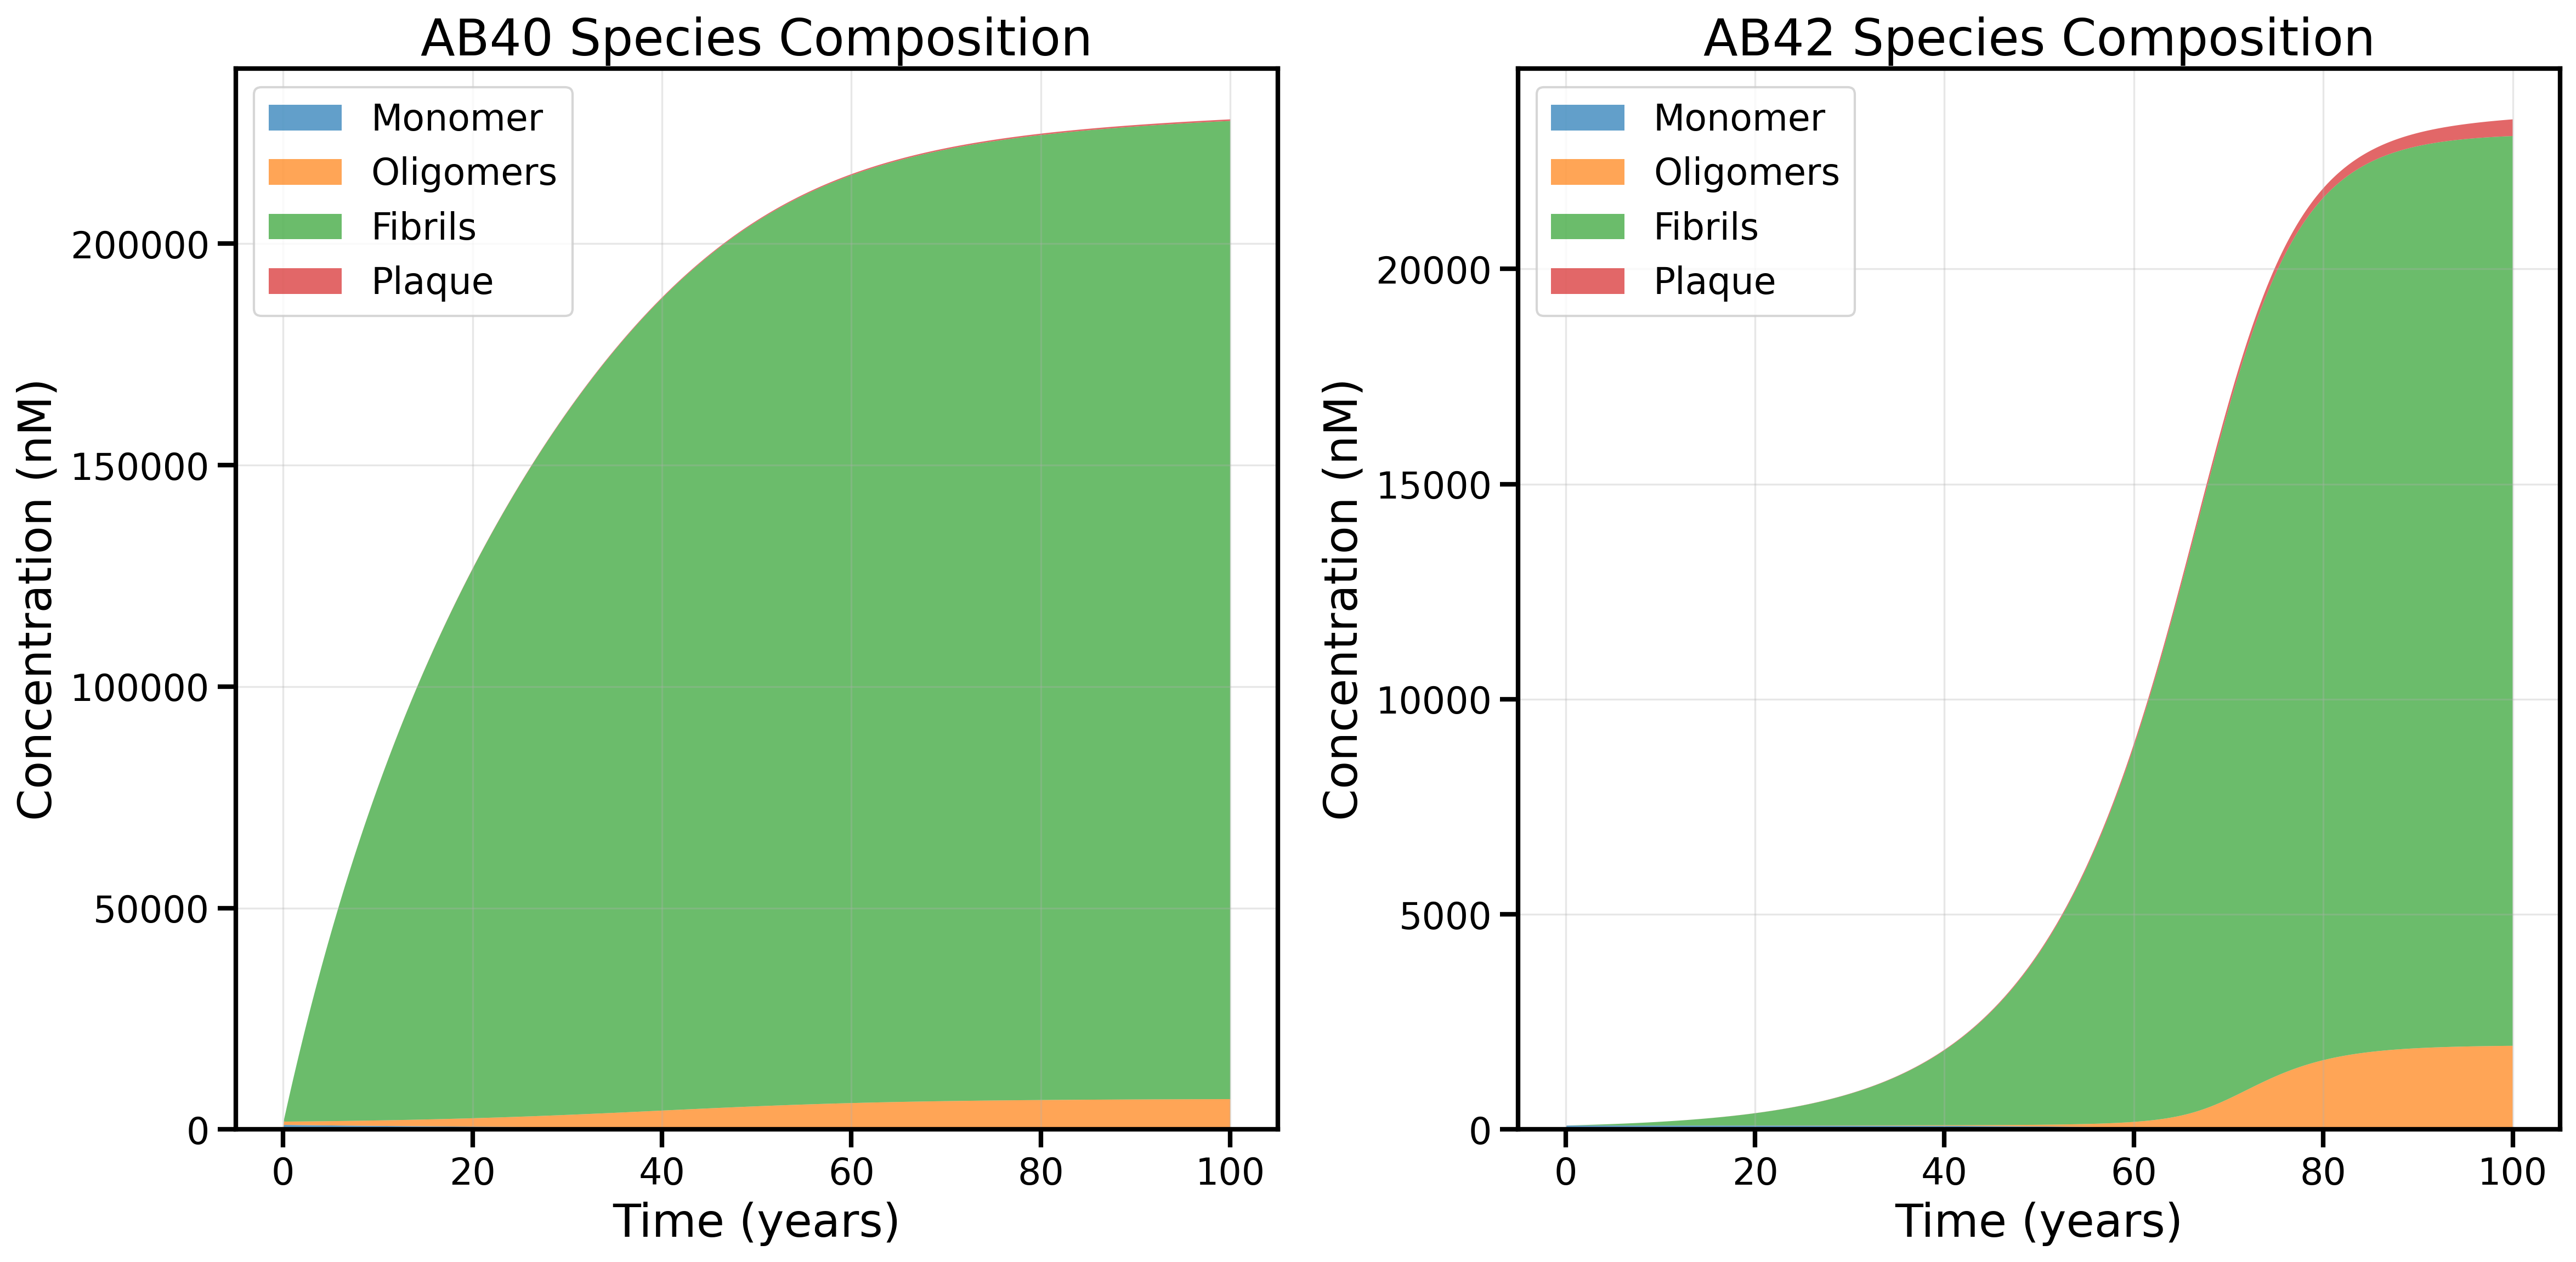 AB40 Species Composition
Monomer
Oligomers
Fibrils
Plaque
Concentration (nM)
200000
150000
100000
50000
0
0 20 40 60 80 100
Time (years)
AB42 Species Composition
Monomer
Oligomers
Fibrils
Plaque
Concentration (nM)
20000
15000
10000
5000
0
0 20 40 60 80 100
Time (years)